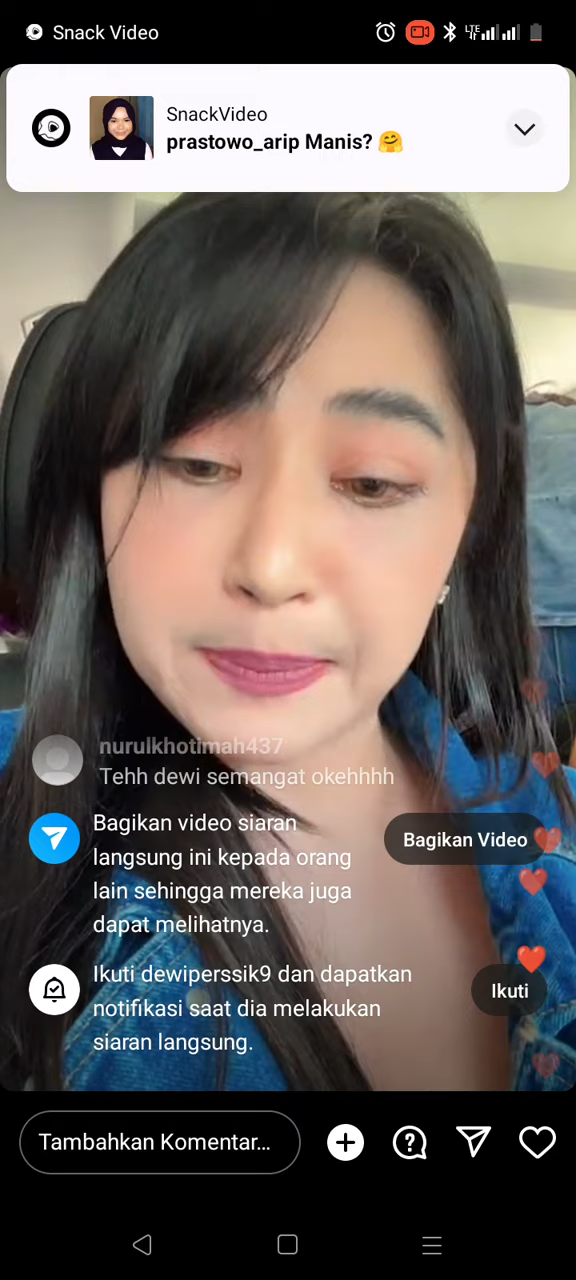 Snack Video
LTE
SnackVideo
prastowo_arip Manis? 🤗
nurulkhotimah437
Tehh dewi semangat okehhhh
Bagikan video siaran
langsung ini kepada orang
lain sehingga mereka juga
dapat melihatnya.
Bagikan Video
Ikuti dewiperssik9 dan dapatkan
notifikasi saat dia melakukan
siaran langsung.
Ikuti
Tambahkan Komentar...